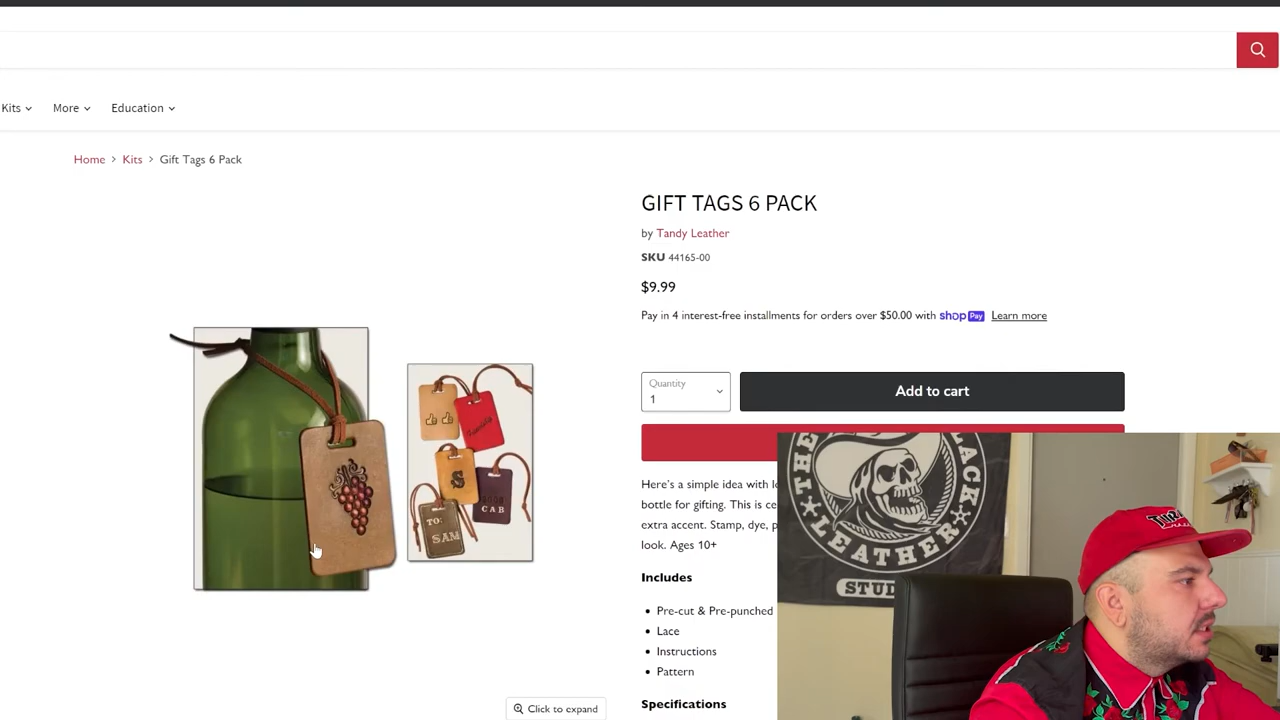 Kits
More
Education
Home > Kits > Gift Tags 6 Pack
GIFT TAGS 6 PACK
by Tandy Leather
SKU 44165-00
$9.99
Pay in 4 interest-free installments for orders over $50.00 with shop Pay Learn more
Quantity
1
Add to cart
Here's a simple idea with
bottle for gifting. This is
extra accent. Stamp, dye,
look. Ages 10+
Includes
• Pre-cut & Pre-punched
• Lace
• Instructions
• Pattern
Specifications
Click to expand
S
CAB
TO:
SAM
THE
LACK
LEATHER
STUD